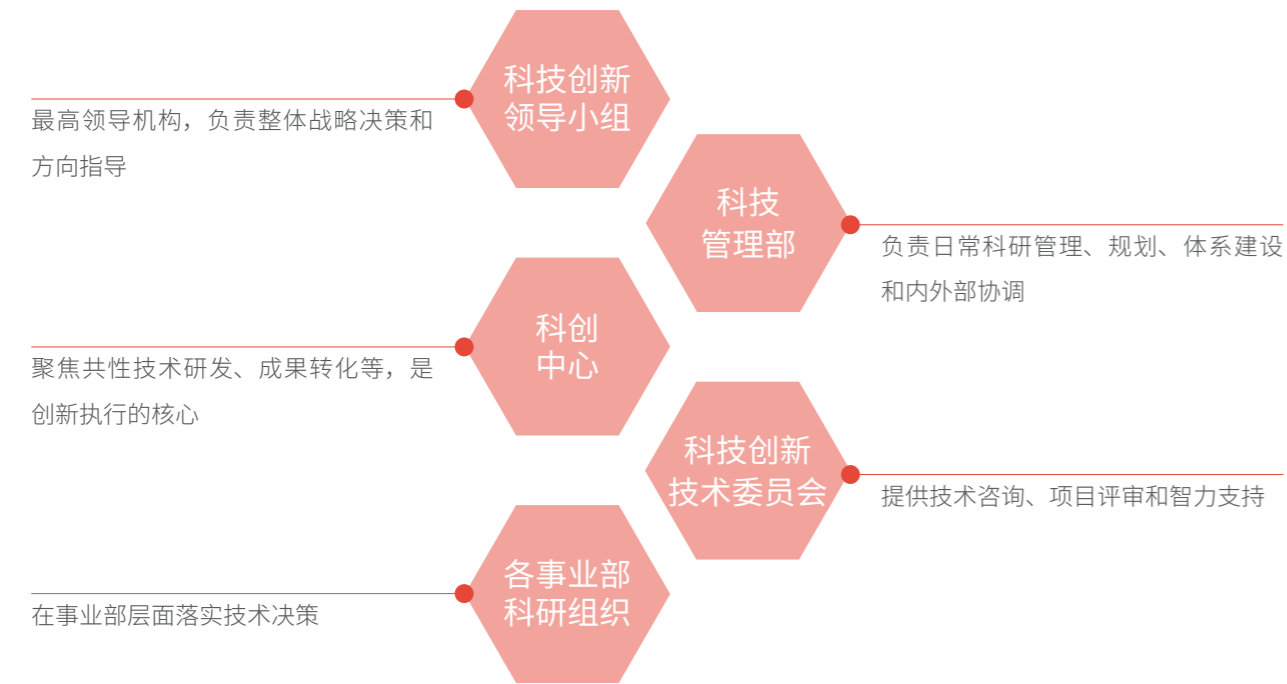 科技创新
领导小组
最高领导机构，负责整体战略决策和
方向指导
科技
管理部
负责日常科研管理、规划、体系建设
和内外部协调
科创
中心
聚焦共性技术研发、成果转化等，是
创新执行的核心
科技创新
技术委员会
提供技术咨询、项目评审和智力支持
各事业部
科研组织
在事业部层面落实技术决策